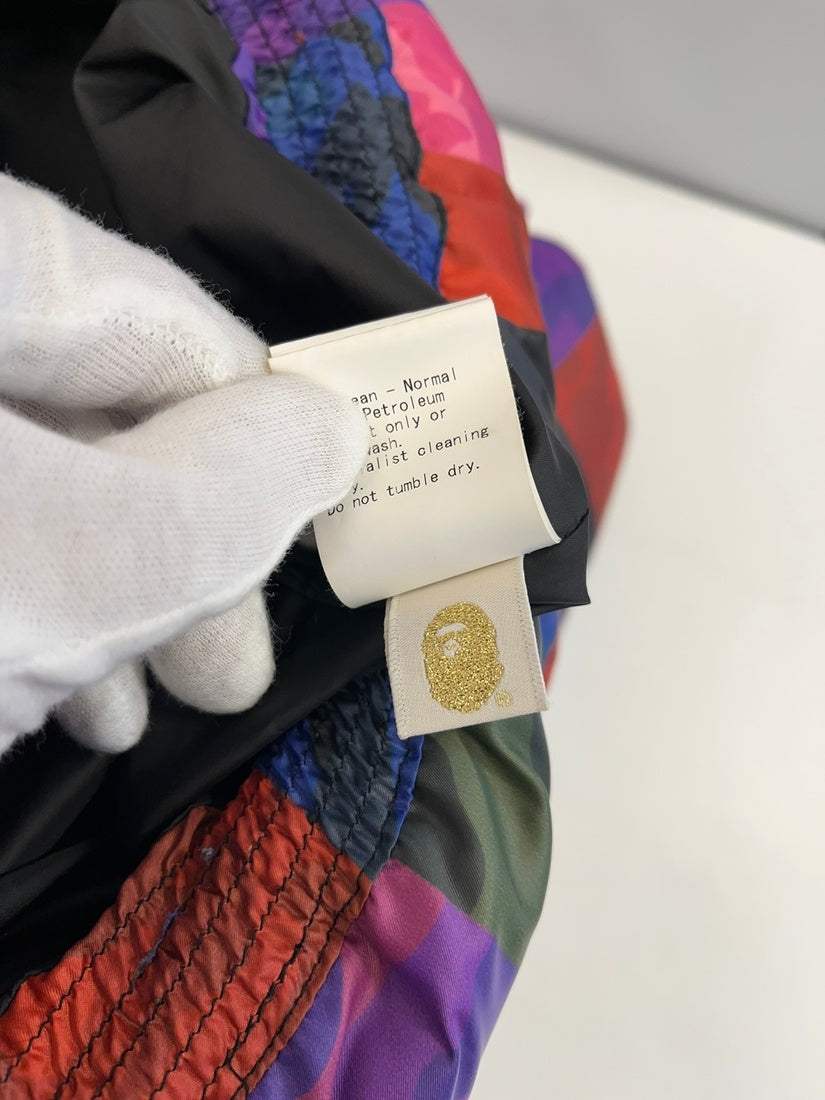 ean - Normal
Petroleum
t only or
wash.
alist cleaning
y.
Do not tumble dry.
®